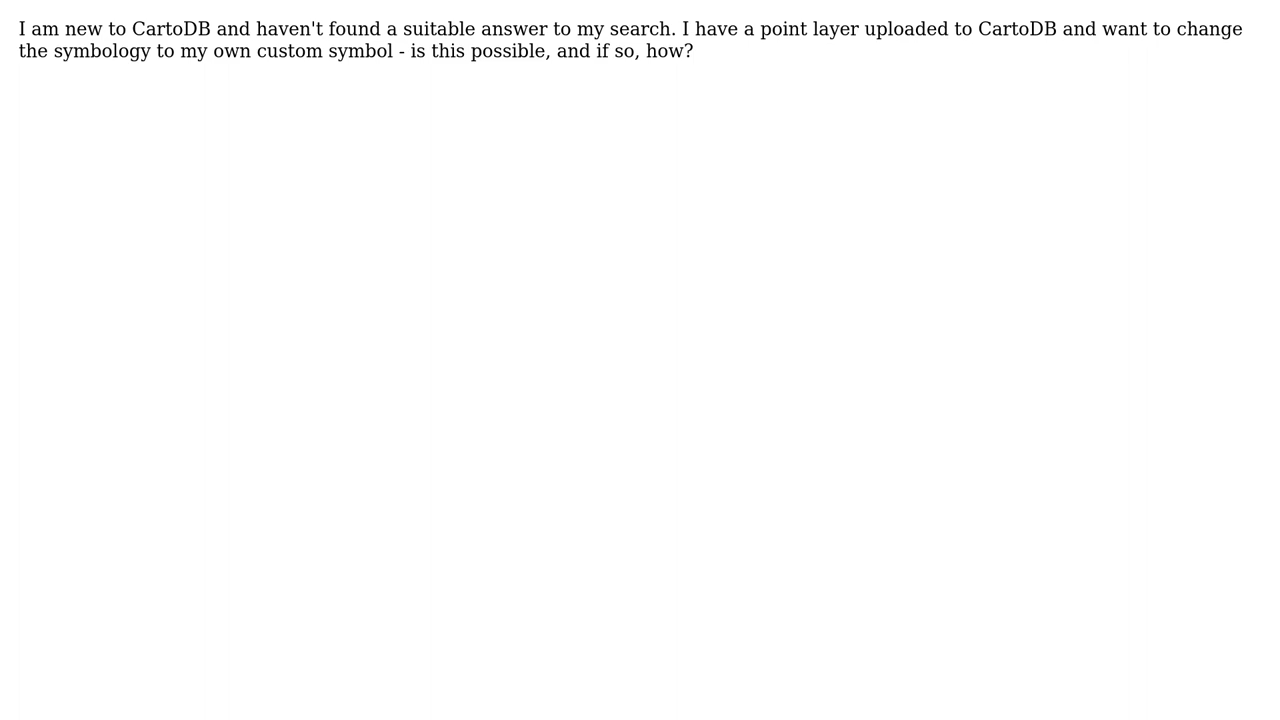 I am new to CartoDB and haven't found a suitable answer to my search. I have a point layer uploaded to CartoDB and want to change
the symbology to my own custom symbol - is this possible, and if so, how?